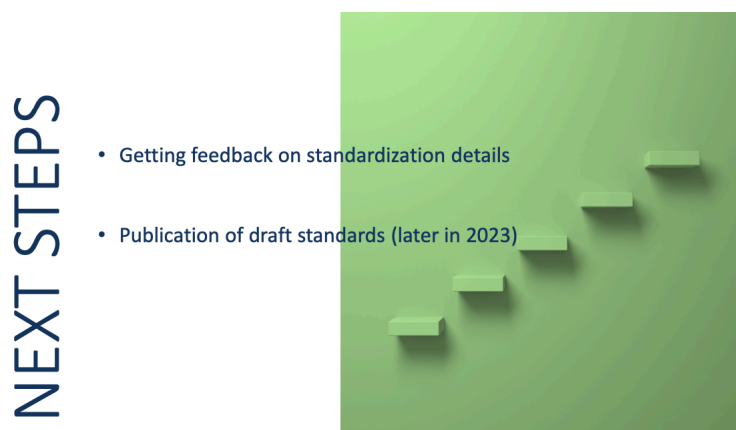 NEXT STEPS
• Getting feedback on standardization details
• Publication of draft standards (later in 2023)